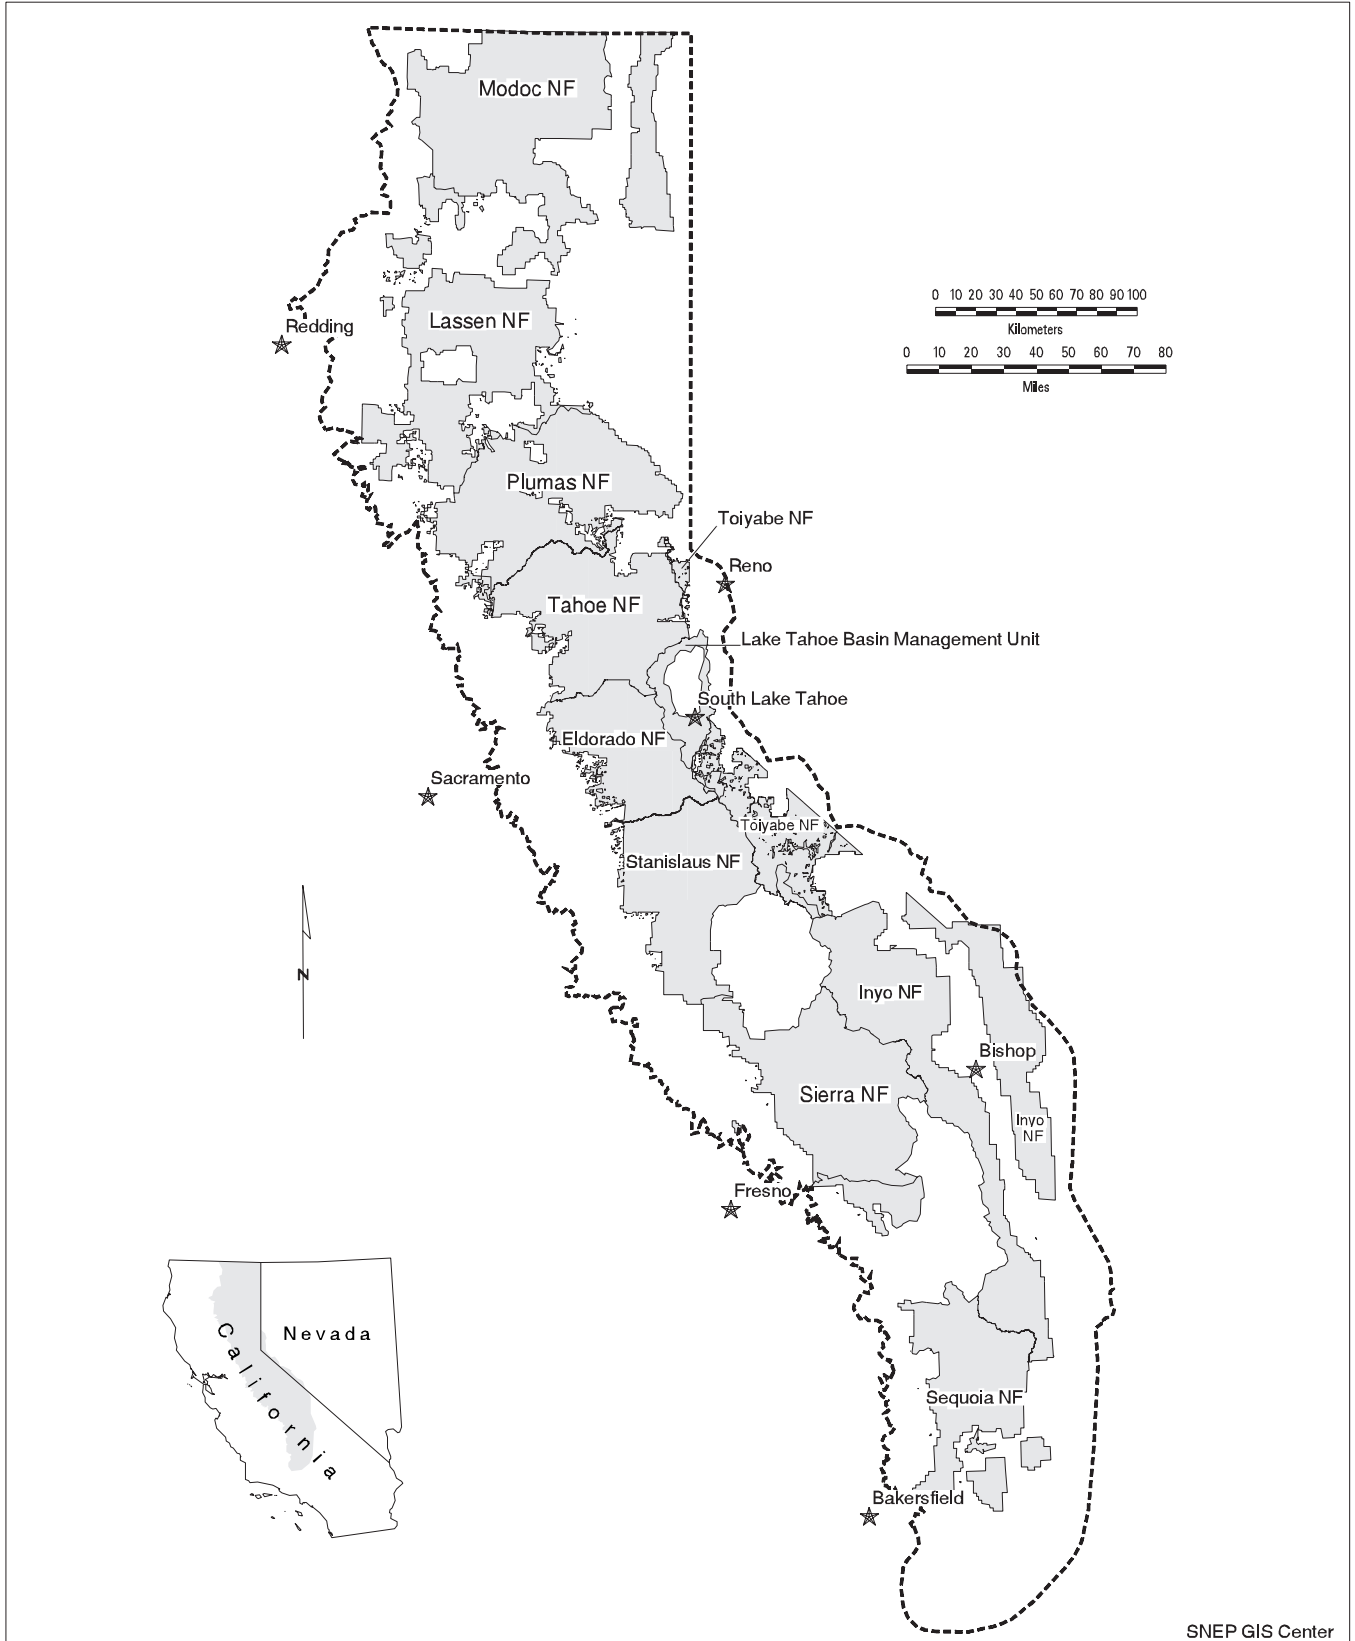 Modoc NF
0 10 20 30 40 50 60 70 80 90 100
Kilometers
Redding
Lassen NF
0 10 20 30 40 50 60 70 80
Miles
Plumas NF
Toiyabe NF
Reno
Tahoe NF
Lake Tahoe Basin Management Unit
South Lake Tahoe
Eldorado NF
Sacramento
Toiyabe NF
Stanislaus NF
N
Inyo NF
Bishop
Sierra NF
Inyo
NF
Fresno
Nevada
California
Sequoia NF
Bakersfield
SNEP GIS Center